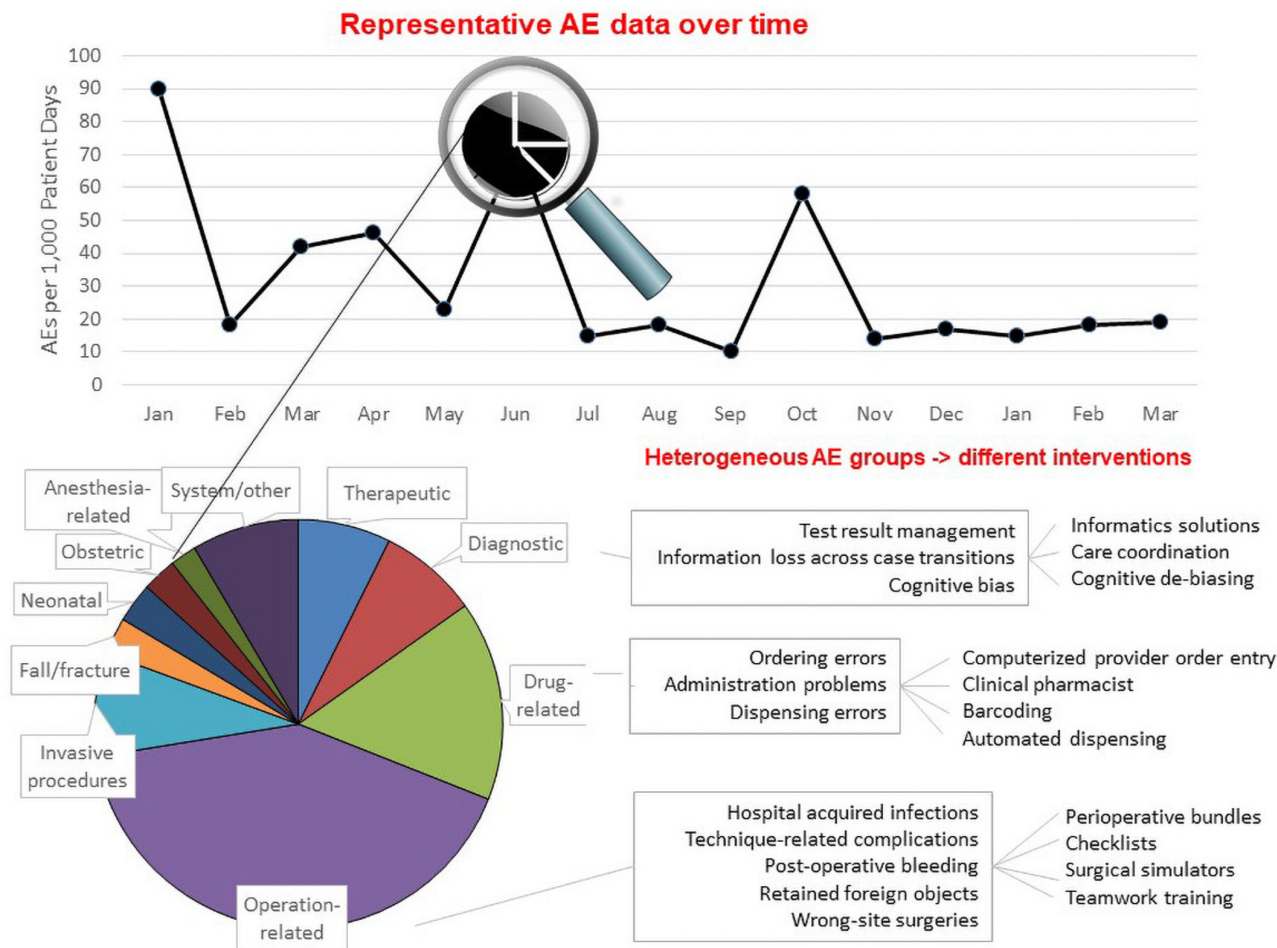 Representative AE data over time
AEs per 1,000 Patient Days
100
90
80
70
60
50
40
30
20
10
0
Jan Feb Mar Apr May Jun Jul Aug Sep Oct Nov Dec Jan Feb Mar
Heterogeneous AE groups -> different interventions
Anesthesia-
related
System/other
Therapeutic
Obstetric
Diagnostic
Neonatal
Fall/fracture
Drug-
related
Invasive
procedures
Operation-
related
Test result management
Information loss across case transitions
Cognitive bias
Informatics solutions
Care coordination
Cognitive de-biasing
Ordering errors
Administration problems
Dispensing errors
Computerized provider order entry
Clinical pharmacist
Barcoding
Automated dispensing
Hospital acquired infections
Technique-related complications
Post-operative bleeding
Retained foreign objects
Wrong-site surgeries
Perioperative bundles
Checklists
Surgical simulators
Teamwork training